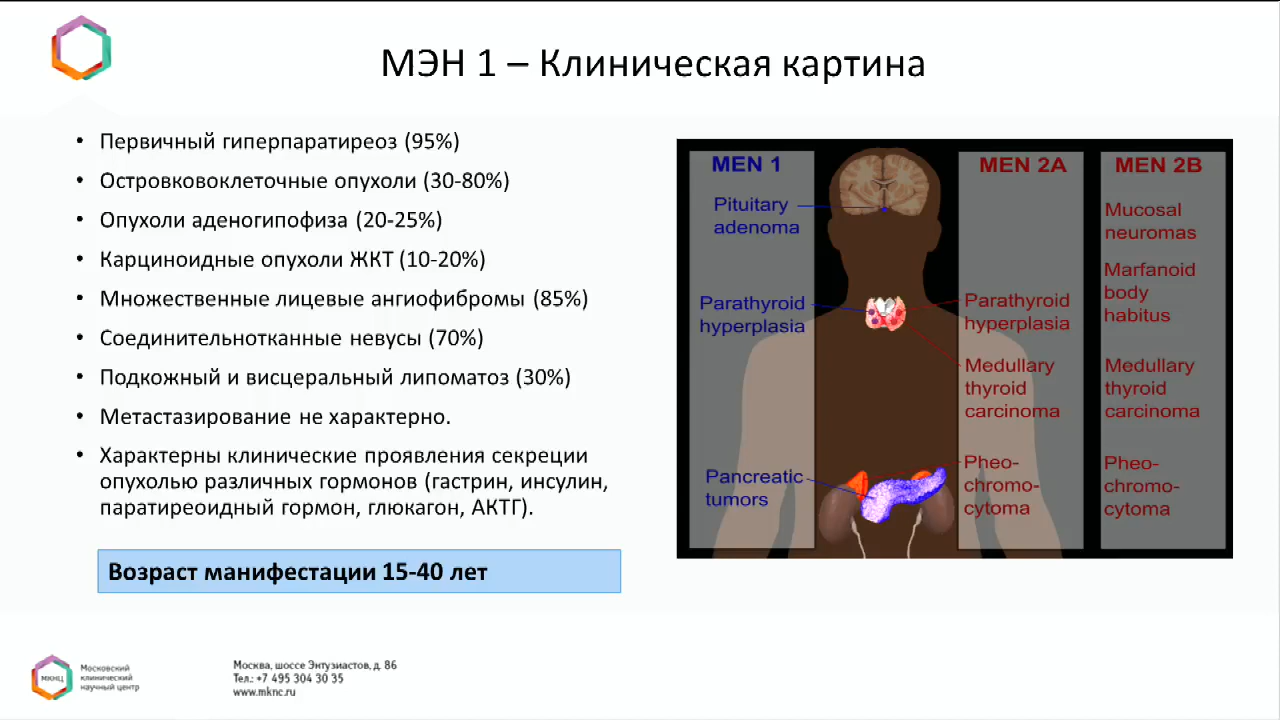 МЭН 1 – Клиническая картина
• Первичный гиперпаратиреоз (95%)
• Островковоклеточные опухоли (30-80%)
• Опухоли аденогипофиза (20-25%)
• Карциноидные опухоли ЖКТ (10-20%)
• Множественные лицевые ангиофибромы (85%)
• Соединительнотканные невусы (70%)
• Подкожный и висцеральный липоматоз (30%)
• Метастазирование не характерно.
• Характерны клинические проявления секреции
опухолью различных гормонов (гастрин, инсулин,
паратиреоидный гормон, глюкагон, АКТГ).
Возраст манифестации 15-40 лет
MEN 1
Pituitary
adenoma
Parathyroid
hyperplasia
Pancreatic
tumors
MEN 2A
Parathyroid
hyperplasia
Medullary
thyroid
carcinoma
Pheo-
chromo-
cytoma
MEN 2B
Mucosal
neuromas
Marfanoid
body
habitus
Medullary
thyroid
carcinoma
Pheo-
chromo-
cytoma
МКНЦ
Московский
клинический
научный центр
Москва, шоссе Энтузиастов, д. 86
Тел.: +7 495 304 30 35
www.mknc.ru